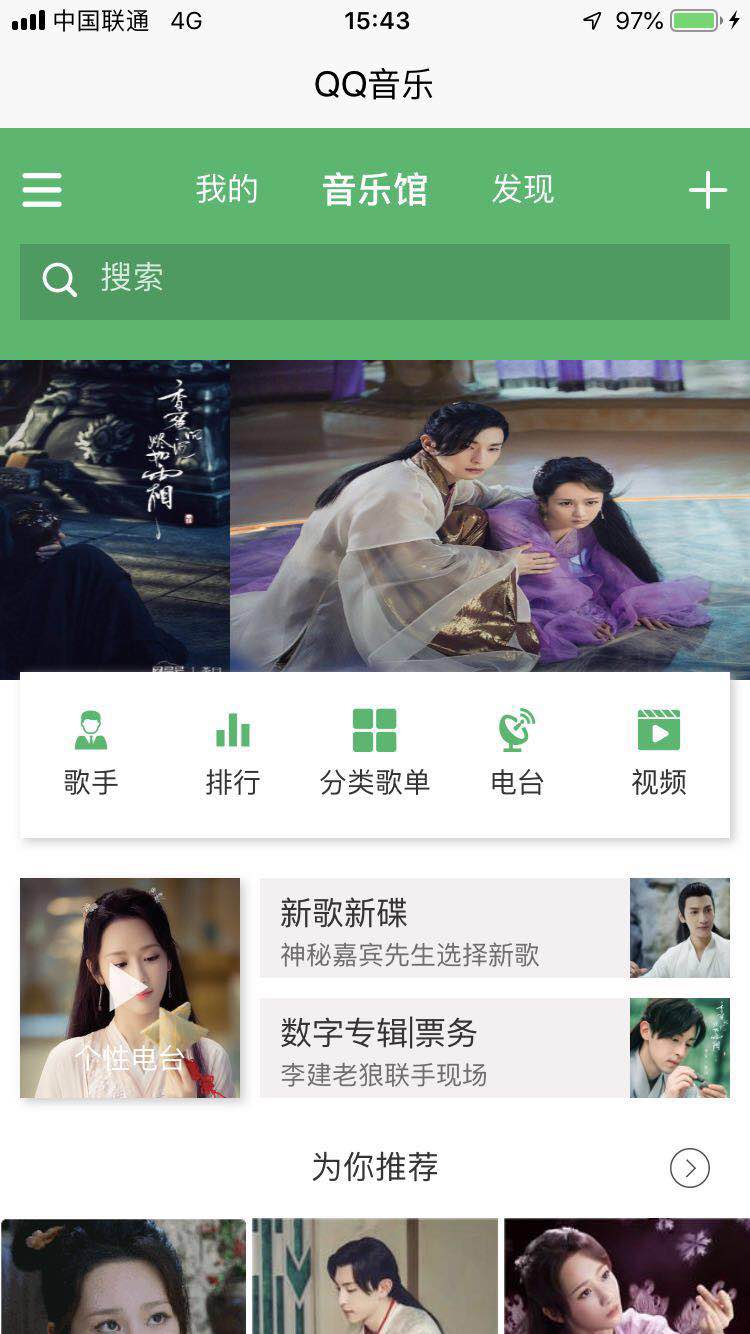 中国联通 4G 15:43 97%
QQ音乐
我的 音乐馆 发现
搜索
香蜜沉沉
烬如霜
歌手 排行 分类歌单 电台 视频
新歌新碟
神秘嘉宾先生选择新歌
个性电台
数字专辑|票务
李建老狼联手现场
为你推荐